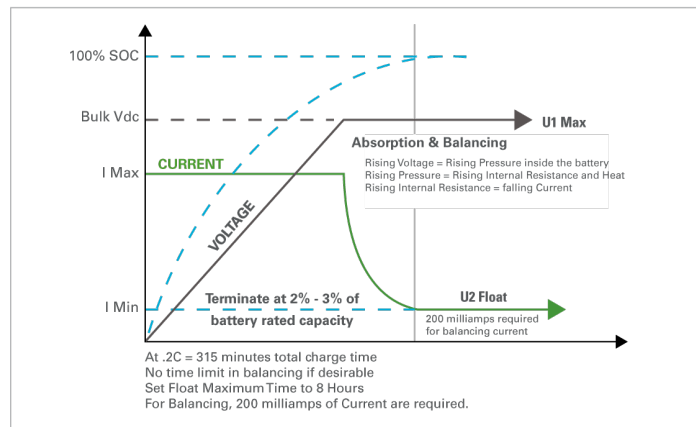 100% SOC
Bulk Vdc
U1 Max
Absorption & Balancing
Rising Voltage = Rising Pressure inside the battery
Rising Pressure = Rising Internal Resistance and Heat
Rising Internal Resistance = falling Current
I Max
CURRENT
VOLTAGE
I Min
Terminate at 2% - 3% of
battery rated capacity
U2 Float
200 milliamps required
for balancing current
At .2C = 315 minutes total charge time
No time limit in balancing if desirable
Set Float Maximum Time to 8 Hours
For Balancing, 200 milliamps of Current are required.